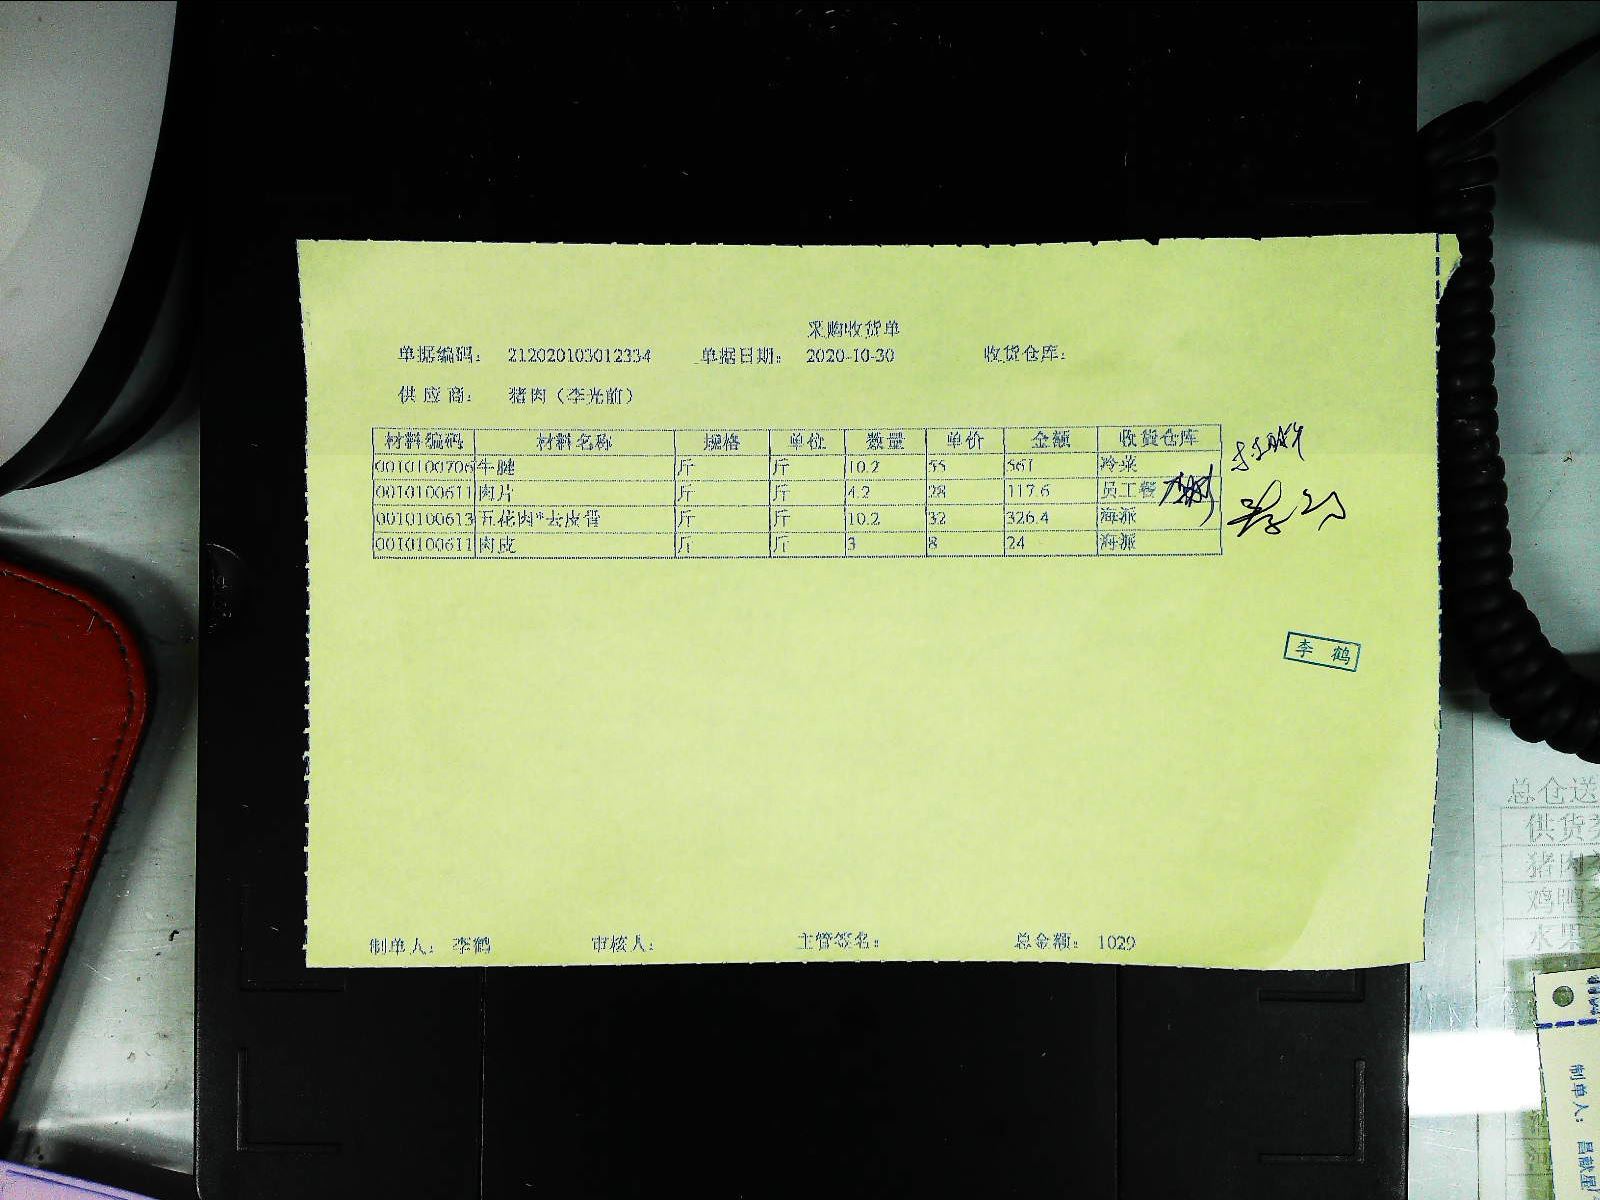 采购收货单
单据编码: 212020103012334 单据日期: 2020-10-30 收货仓库:
供应商: 猪肉（李光前）
材料编码 材料名称 规格 单位 数量 单价 金额 收货仓库
0010100706 牛腱 斤 斤 10.2 55 561 冷菜
0010100611 肉片 斤 斤 4.2 28 117.6 员工餐
0010100613 五花肉*去皮骨 斤 斤 10.2 32 326.4 海派
0010100611 肉皮 斤 斤 3 8 24 海派
李鹤
制单人: 李鹤 审核人: 主管签名: 总金额: 1029
总仓送
供货
猪肉
鸡鸭
水果
制单人: